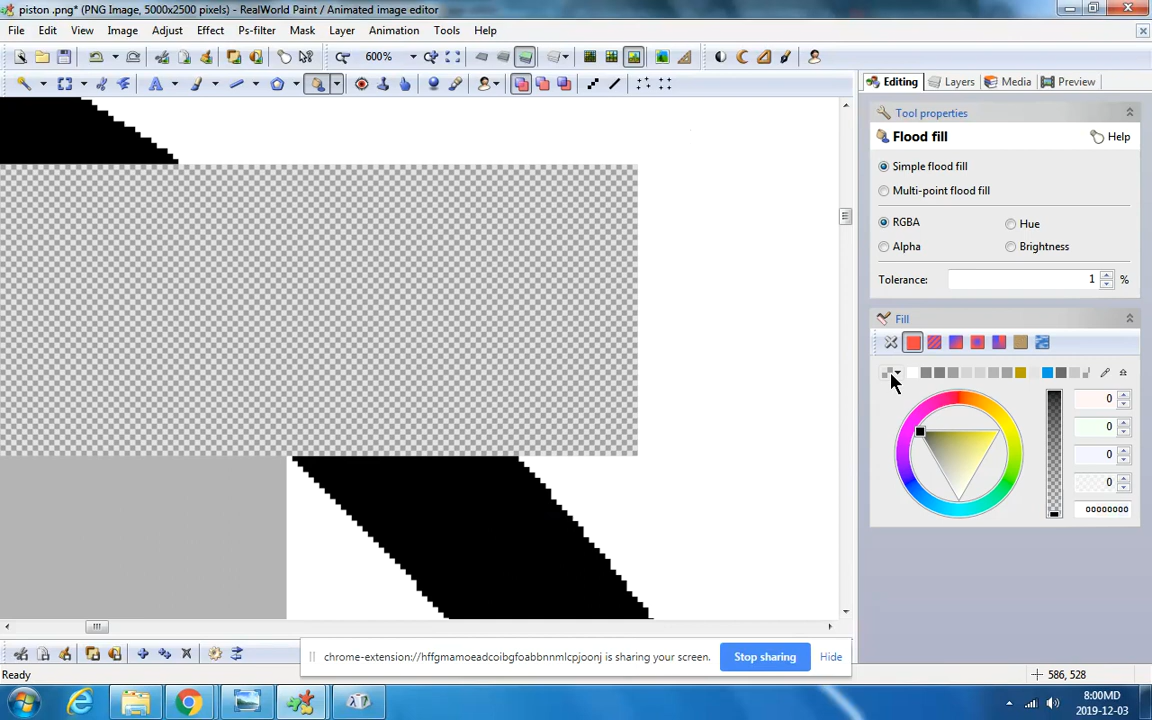 piston .png* (PNG Image, 5000x2500 pixels) - RealWorld Paint / Animated image editor
File Edit View Image Adjust Effect Ps-filter Mask Layer Animation Tools Help
600%
Editing Layers Media Preview
Tool properties
Flood fill Help
Simple flood fill
Multi-point flood fill
RGBA Hue
Alpha Brightness
Tolerance: 1 %
Fill
0
0
0
0
00000000
chrome-extension://hffgmamoeadcoibgfoabbnnmlcpjoonj is sharing your screen. Stop sharing Hide
Ready 586, 528
8:00MD
2019-12-03